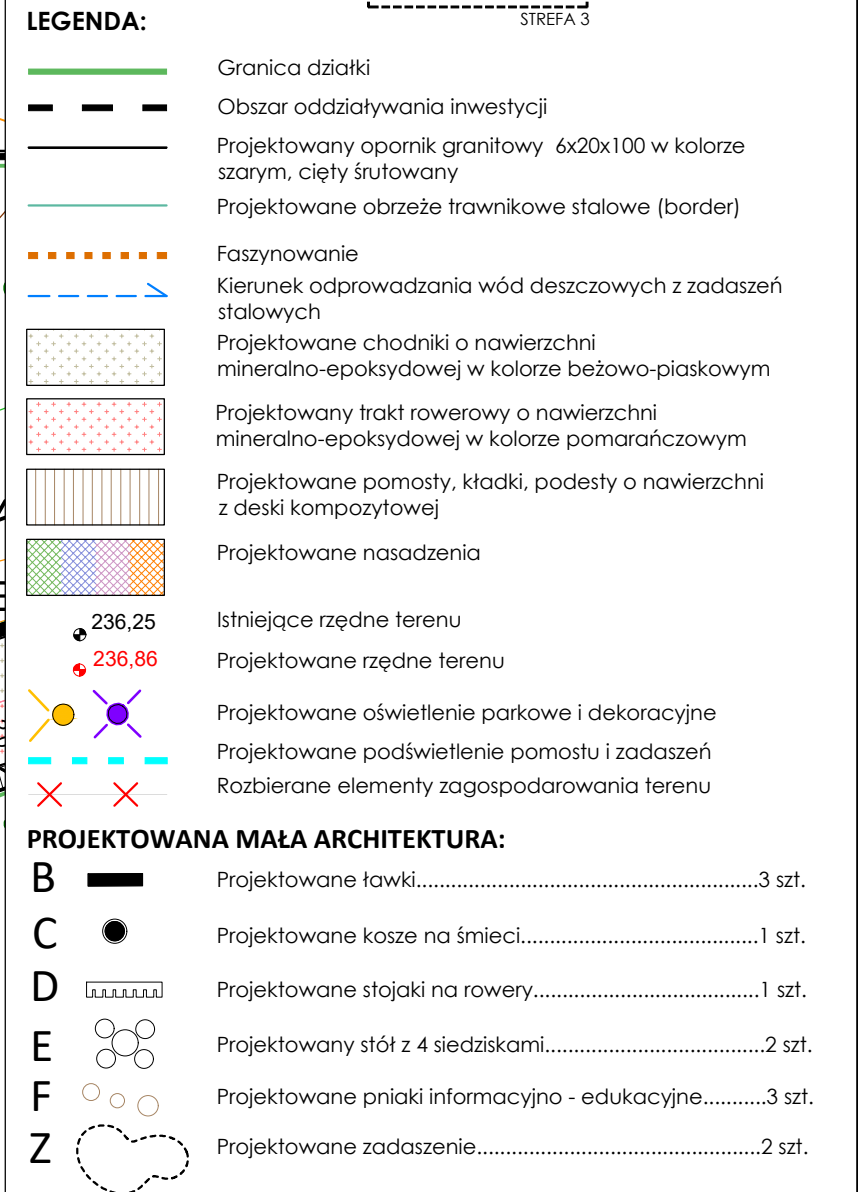 STREFA 3
LEGENDA:
Granica działki
Obszar oddziaływania inwestycji
Projektowany opornik granitowy 6x20x100 w kolorze
szarym, cięty śrutowany
Projektowane obrzeże trawnikowe stalowe (border)
Faszynowanie
Kierunek odprowadzania wód deszczowych z zadaszeń
stalowych
Projektowane chodniki o nawierzchni
mineralno-epoksydowej w kolorze beżowo-piaskowym
Projektowany trakt rowerowy o nawierzchni
mineralno-epoksydowej w kolorze pomarańczowym
Projektowane pomosty, kładki, podesty o nawierzchni
z deski kompozytowej
Projektowane nasadzenia
236,25 Istniejące rzędne terenu
236,86 Projektowane rzędne terenu
Projektowane oświetlenie parkowe i dekoracyjne
Projektowane podświetlenie pomostu i zadaszeń
Rozbierane elementy zagospodarowania terenu
PROJEKTOWANA MAŁA ARCHITEKTURA:
B Projektowane ławki..........................................................3 szt.
C Projektowane kosze na śmieci........................................1 szt.
D Projektowane stojaki na rowery......................................1 szt.
E Projektowany stół z 4 siedziskami.....................................2 szt.
F Projektowane pniaki informacyjno - edukacyjne..........3 szt.
Z Projektowane zadaszenie................................................2 szt.